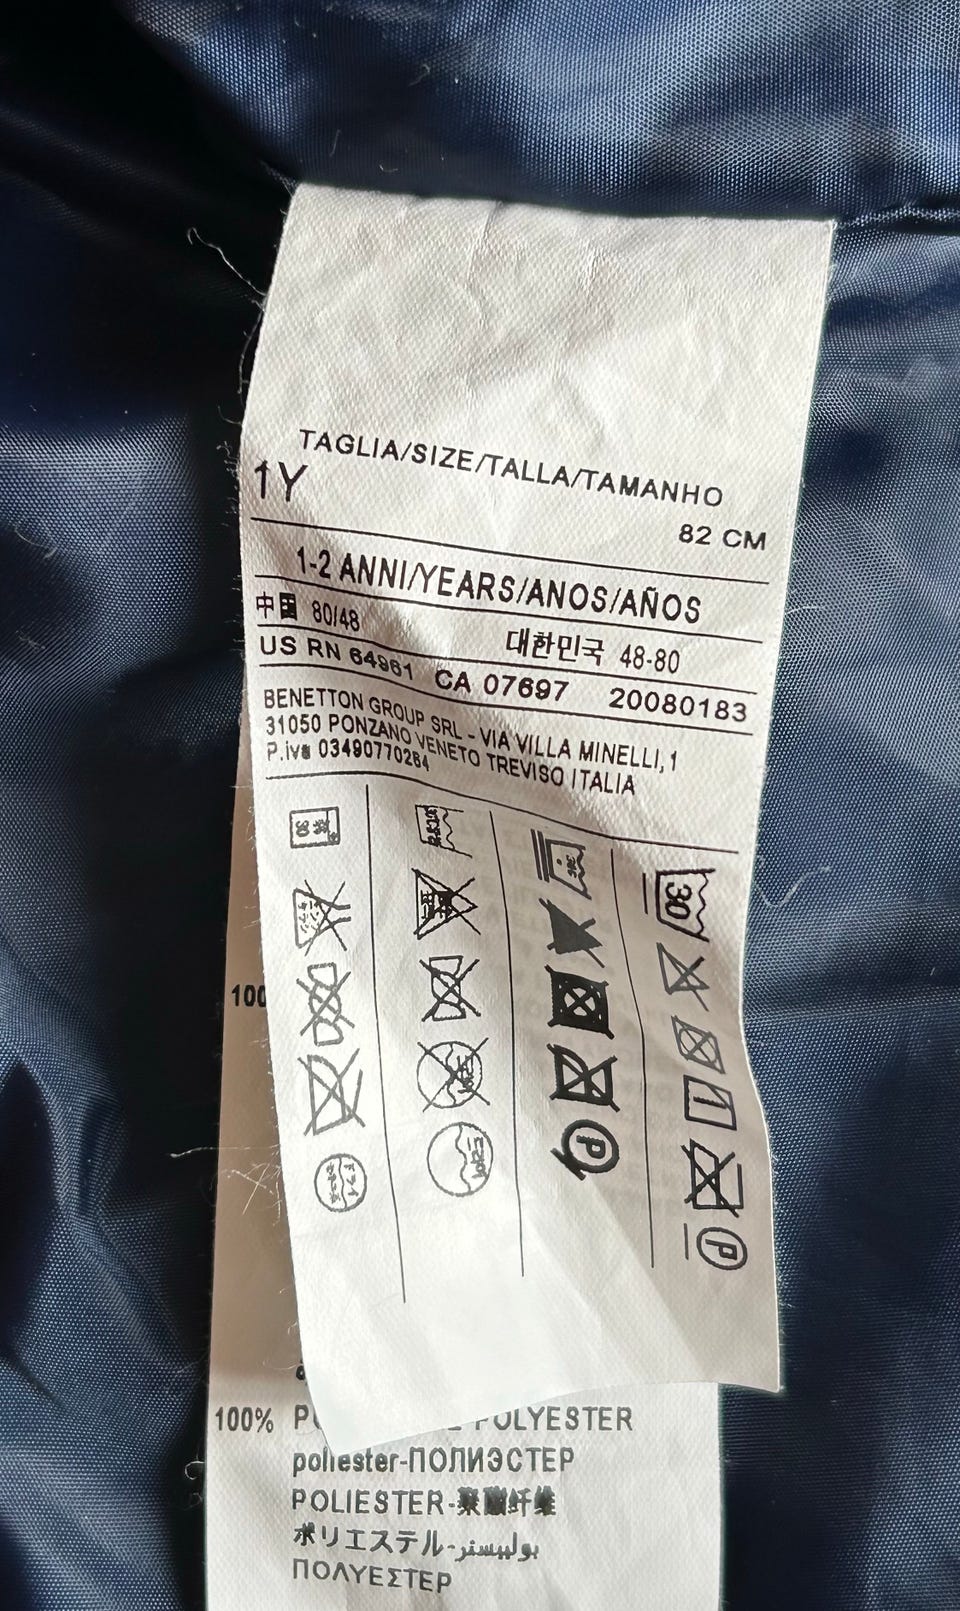 TAGLIA/SIZE/TALLA/TAMANHO
1Y
82 CM
1-2 ANNI/YEARS/ANOS/AÑOS
中国 80/48 대한민국 48-80
US RN 64961 CA 07697 20080183
BENETTON GROUP SRL - VIA VILLA MINELLI,1
31050 PONZANO VENETO TREVISO ITALIA
P.iva 03490770264
30
30
P
P
100
100% POLYESTER
poliester-ПОЛИЭСТЕР
POLIESTER-聚酯纤维
ポリエステル-بوليستر
ΠΟΛΥΕΣΤΕΡ